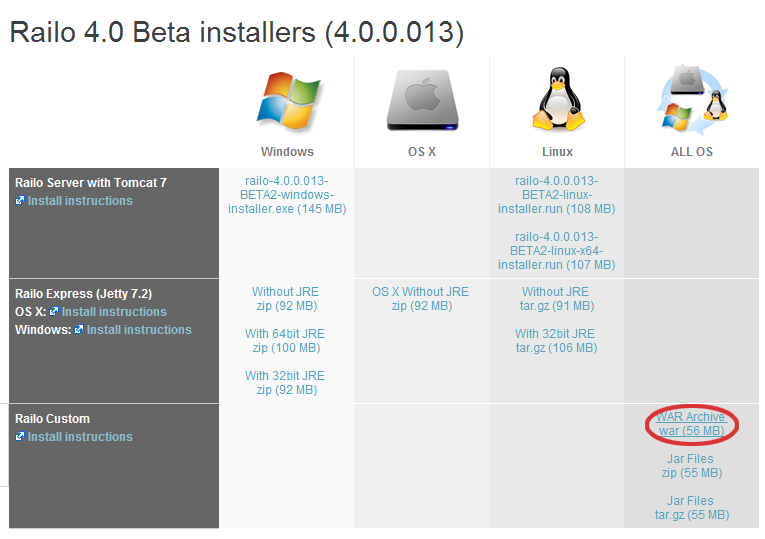 Railo 4.0 Beta installers (4.0.0.013)
Windows
OS X
Linux
ALL OS
Railo Server with Tomcat 7
Install instructions
railo-4.0.0.013-
BETA2-windows-
installer.exe (145 MB)
railo-4.0.0.013-
BETA2-linux-
installer.run (108 MB)
railo-4.0.0.013-
BETA2-linux-x64-
installer.run (107 MB)
Railo Express (Jetty 7.2)
OS X: Install instructions
Windows: Install instructions
Without JRE
zip (92 MB)
With 64bit JRE
zip (100 MB)
With 32bit JRE
zip (92 MB)
OS X Without JRE
zip (92 MB)
Without JRE
tar.gz (91 MB)
With 32bit JRE
tar.gz (106 MB)
Railo Custom
Install instructions
WAR Archive
war (56 MB)
Jar Files
zip (55 MB)
Jar Files
tar.gz (55 MB)